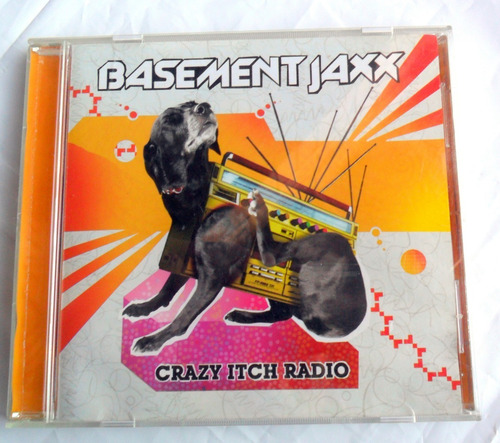 BASEMENT JAXX
CRAZY ITCH RADIO